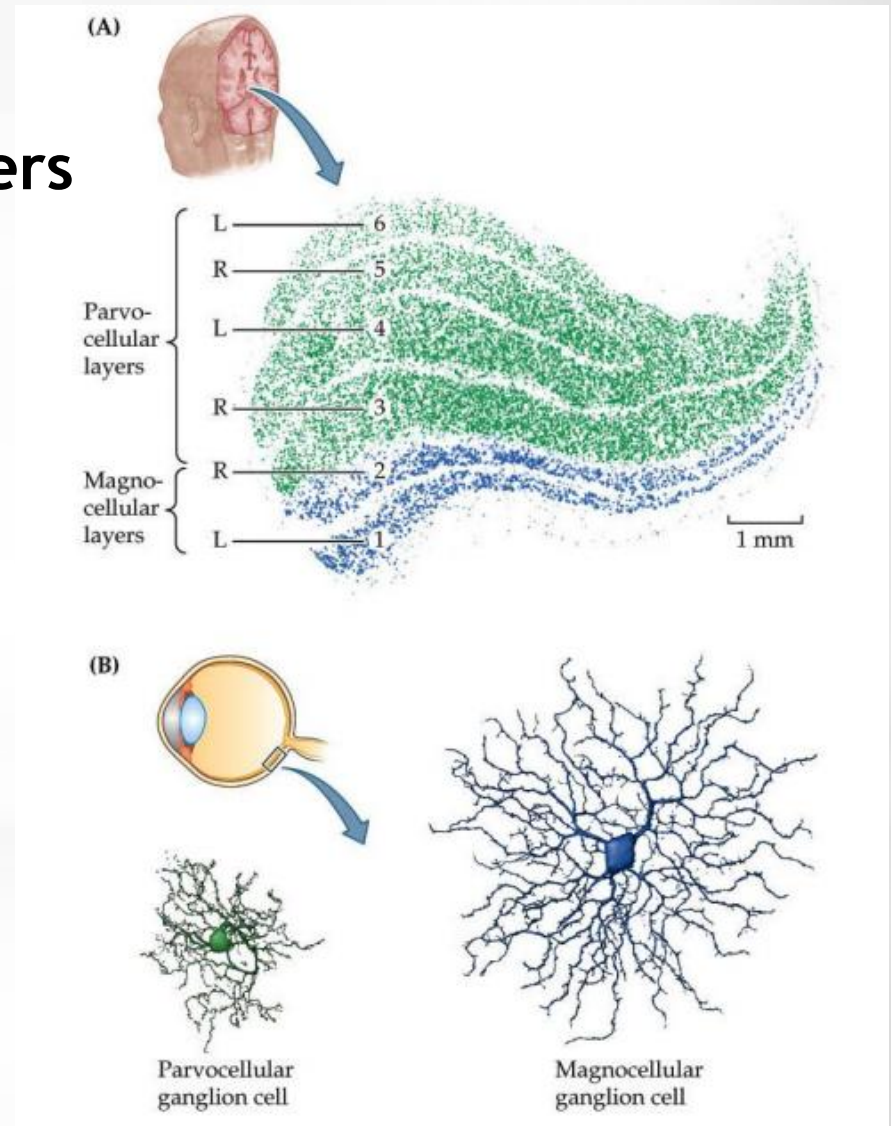 (A)
ers
L 6
R 5
Parvo-
cellular
layers
L 4
R 3
R 2
Magno-
cellular
layers
L 1
1 mm
(B)
Parvocellular
ganglion cell
Magnocellular
ganglion cell